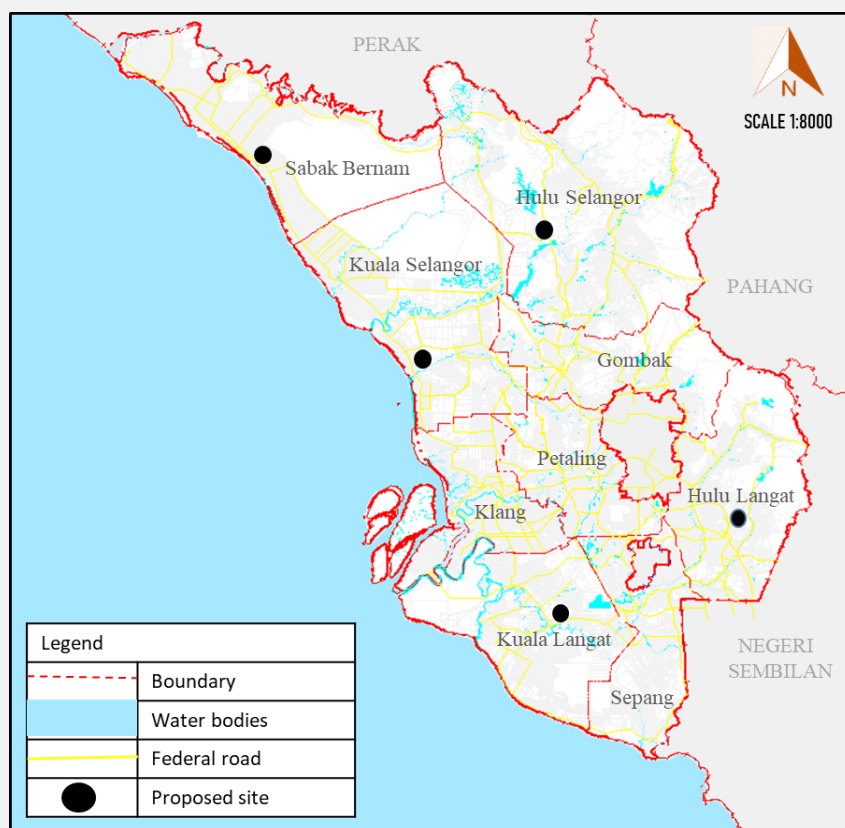 PERAK
N
SCALE 1:8000
Sabak Bernam
Hulu Selangor
Kuala Selangor
PAHANG
Gombak
Petaling
Hulu Langat
Klang
Kuala Langat
NEGERI
SEMBILAN
Sepang
Legend
Boundary
Water bodies
Federal road
Proposed site